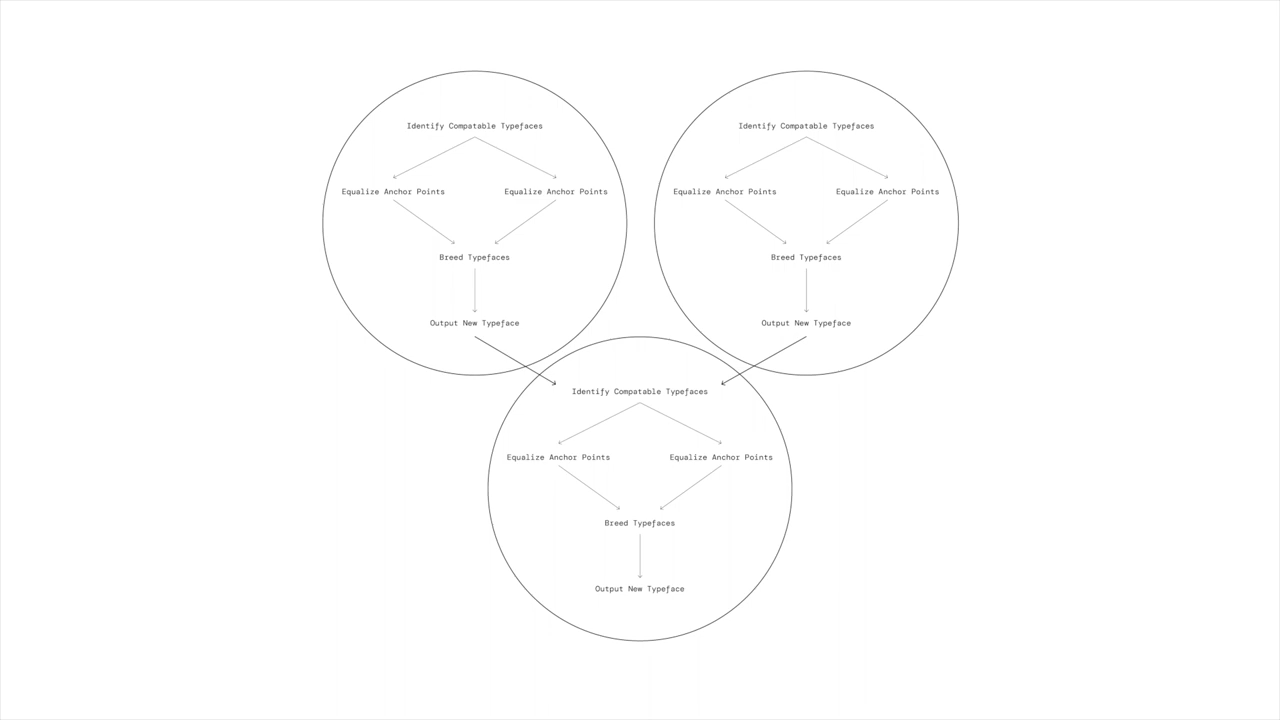 Identify Compatable Typefaces
Equalize Anchor Points
Equalize Anchor Points
Breed Typefaces
Output New Typeface
Identify Compatable Typefaces
Equalize Anchor Points
Equalize Anchor Points
Breed Typefaces
Output New Typeface
Identify Compatable Typefaces
Equalize Anchor Points
Equalize Anchor Points
Breed Typefaces
Output New Typeface